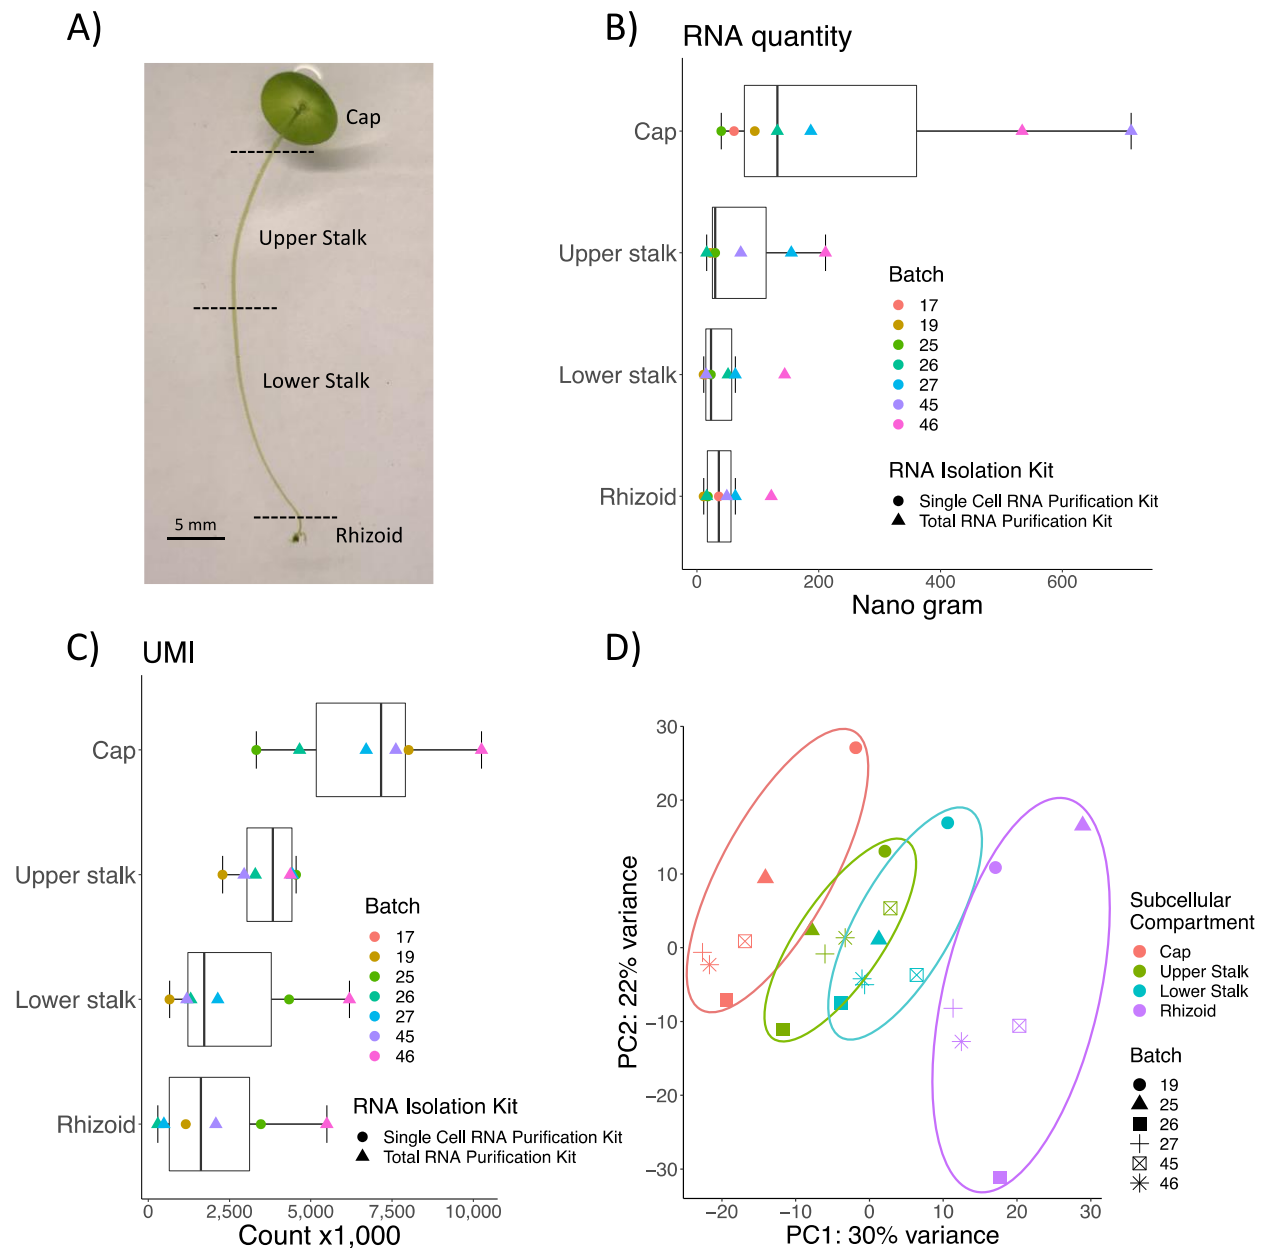 A)
Cap
Upper Stalk
Lower Stalk
5 mm
Rhizoid
B)
RNA quantity
Cap
Upper stalk
Lower stalk
Rhizoid
0
200
400
600
Nano gram
Batch
17
19
25
26
27
45
46
RNA Isolation Kit
Single Cell RNA Purification Kit
Total RNA Purification Kit
C)
UMI
Cap
Upper stalk
Lower stalk
Rhizoid
0
2,500
5,000
7,500
10,000
Count x1,000
Batch
17
19
25
26
27
45
46
RNA Isolation Kit
Single Cell RNA Purification Kit
Total RNA Purification Kit
D)
30
20
10
0
−10
−20
−30
PC2: 22% variance
−20
−10
0
10
20
30
PC1: 30% variance
Subcellular
Compartment
Cap
Upper Stalk
Lower Stalk
Rhizoid
Batch
19
25
26
27
45
46